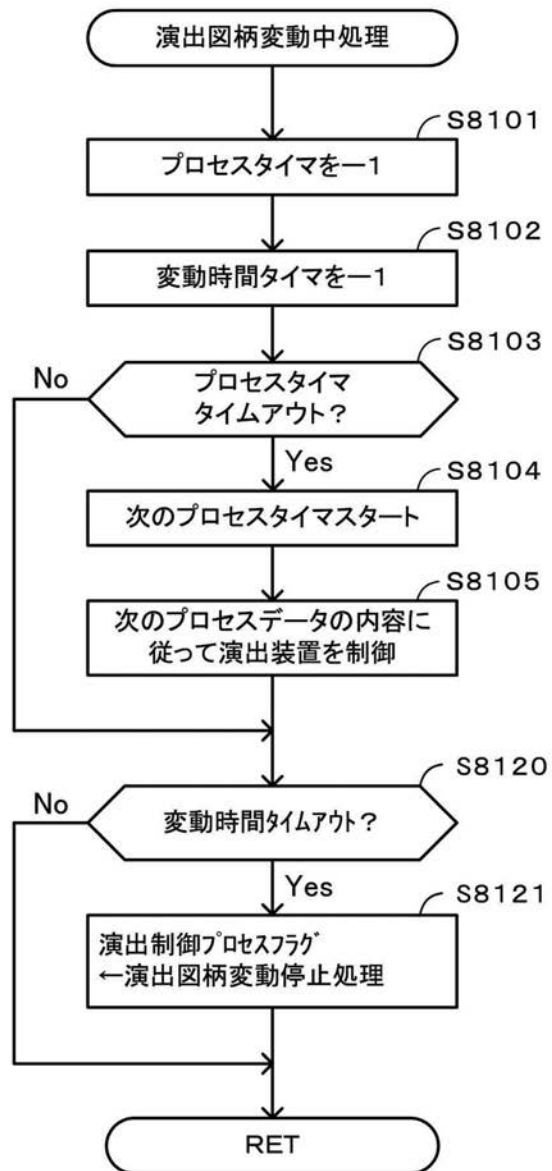 演出図柄変動中処理
S8101
プロセスタイマを－1
S8102
変動時間タイマを－1
S8103
No
プロセスタイマ
タイムアウト？
Yes
S8104
次のプロセスタイマスタート
S8105
次のプロセスデータの内容に
従って演出装置を制御
S8120
No
変動時間タイムアウト？
Yes
S8121
演出制御プロセスフラグ
←演出図柄変動停止処理
RET